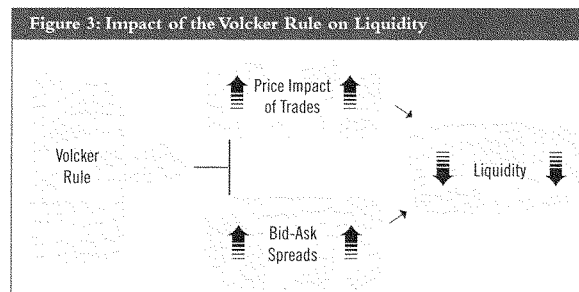 Figure 3: Impact of the Volcker Rule on Liquidity
Price Impact
of Trades
Volcker
Rule
Liquidity
Bid-Ask
Spreads